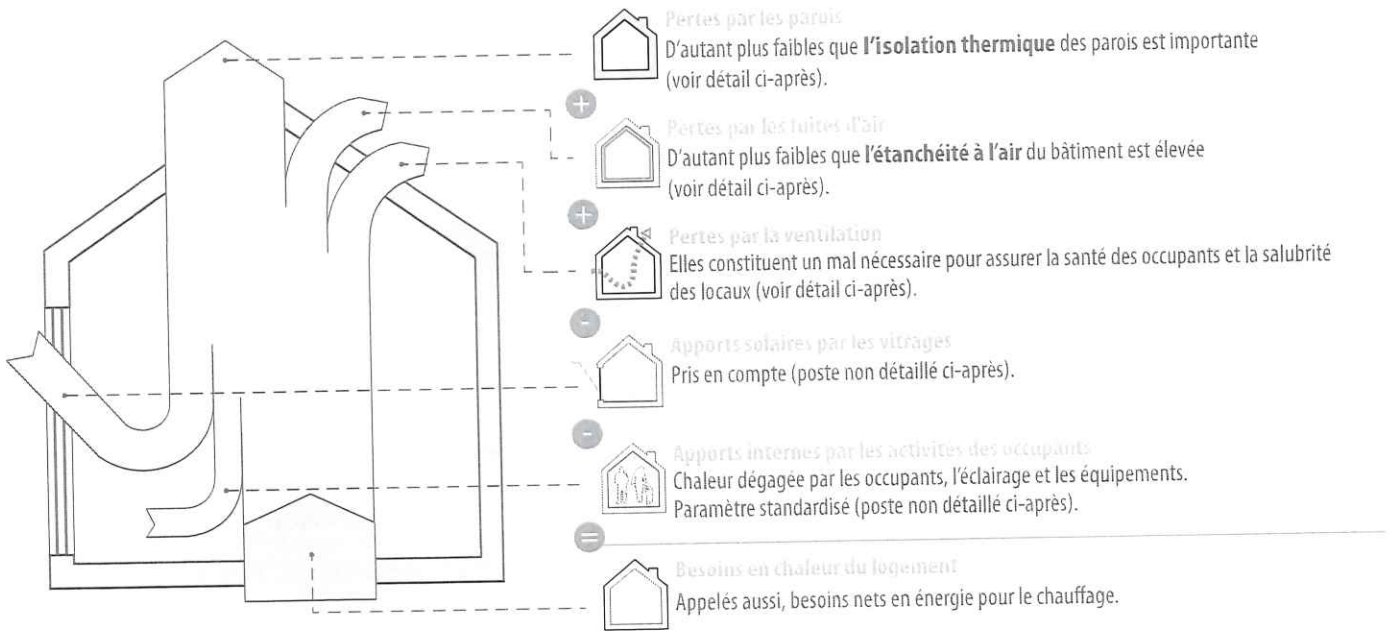 Pertes par les parois
D'autant plus faibles que l'isolation thermique des parois est importante
(voir détail ci-après).
+
Pertes par les fuites d'air
D'autant plus faibles que l'étanchéité à l'air du bâtiment est élevée
(voir détail ci-après).
+
Pertes par la ventilation
Elles constituent un mal nécessaire pour assurer la santé des occupants et la salubrité
des locaux (voir détail ci-après).
-
Apports solaires par les vitrages
Pris en compte (poste non détaillé ci-après).
-
Apports internes par les activités des occupants
Chaleur dégagée par les occupants, l'éclairage et les équipements.
Paramètre standardisé (poste non détaillé ci-après).
=
Besoins en chaleur du logement
Appelés aussi, besoins nets en énergie pour le chauffage.